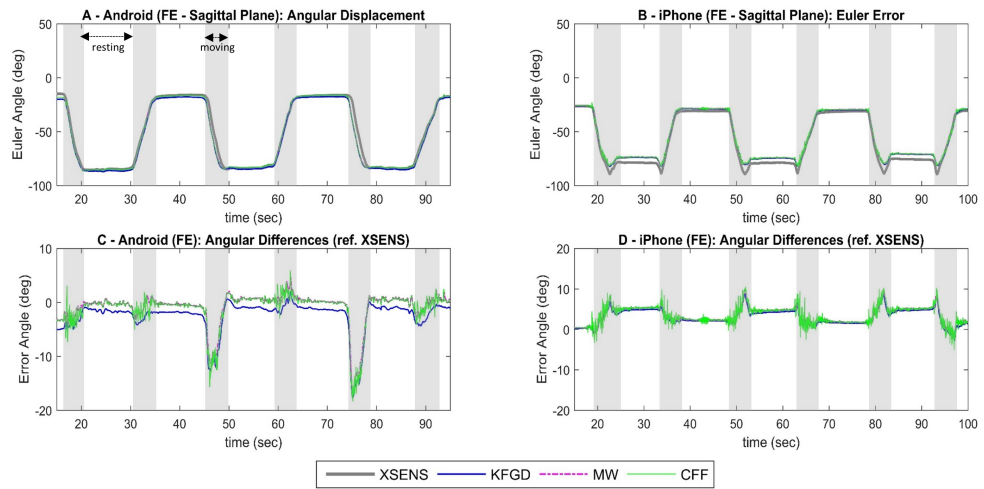 A - Android (FE - Sagittal Plane): Angular Displacement
50
0
-50
-100
Euler Angle (deg)
resting
moving
20 30 40 50 60 70 80 90
time (sec)
B - iPhone (FE - Sagittal Plane): Euler Error
50
0
-50
-100
Euler Angle (deg)
20 30 40 50 60 70 80 90 100
time (sec)
C - Android (FE): Angular Differences (ref. XSENS)
10
0
-10
-20
Error Angle (deg)
20 30 40 50 60 70 80 90
time (sec)
D - iPhone (FE): Angular Differences (ref. XSENS)
20
10
0
-10
-20
Error Angle (deg)
20 30 40 50 60 70 80 90 100
time (sec)
XSENS KFGD MW CFF